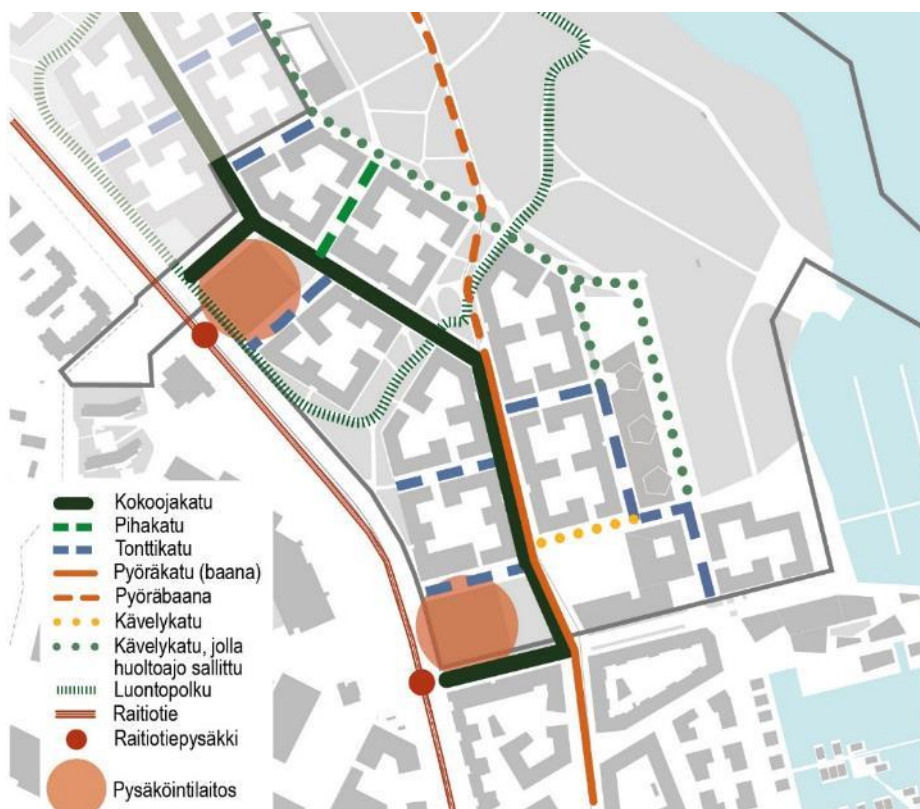 Kokoojakatu
Pihakatu
Tonttikatu
Pyöräkatu (baana)
Pyöräbaana
Kävelykatu
Kävelykatu, jolla
huoltoajo sallittu
Luontopolku
Raitiotie
Raitiotiepysäkki
Pysäköintilaitos